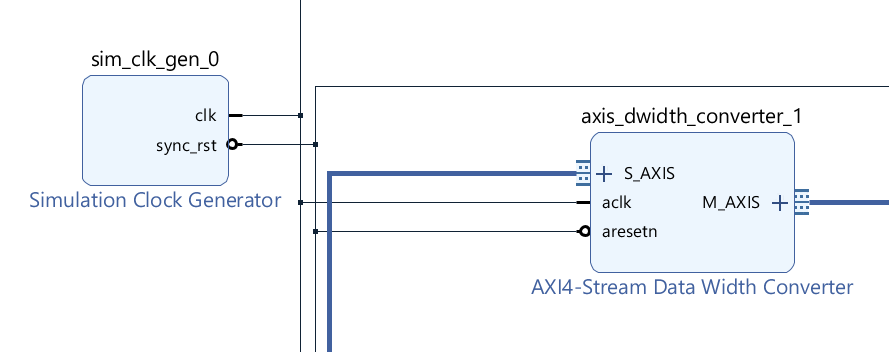 sim_clk_gen_0
clk
sync_rst
Simulation Clock Generator
axis_dwidth_converter_1
S_AXIS
aclk
M_AXIS
aresetn
AXI4-Stream Data Width Converter